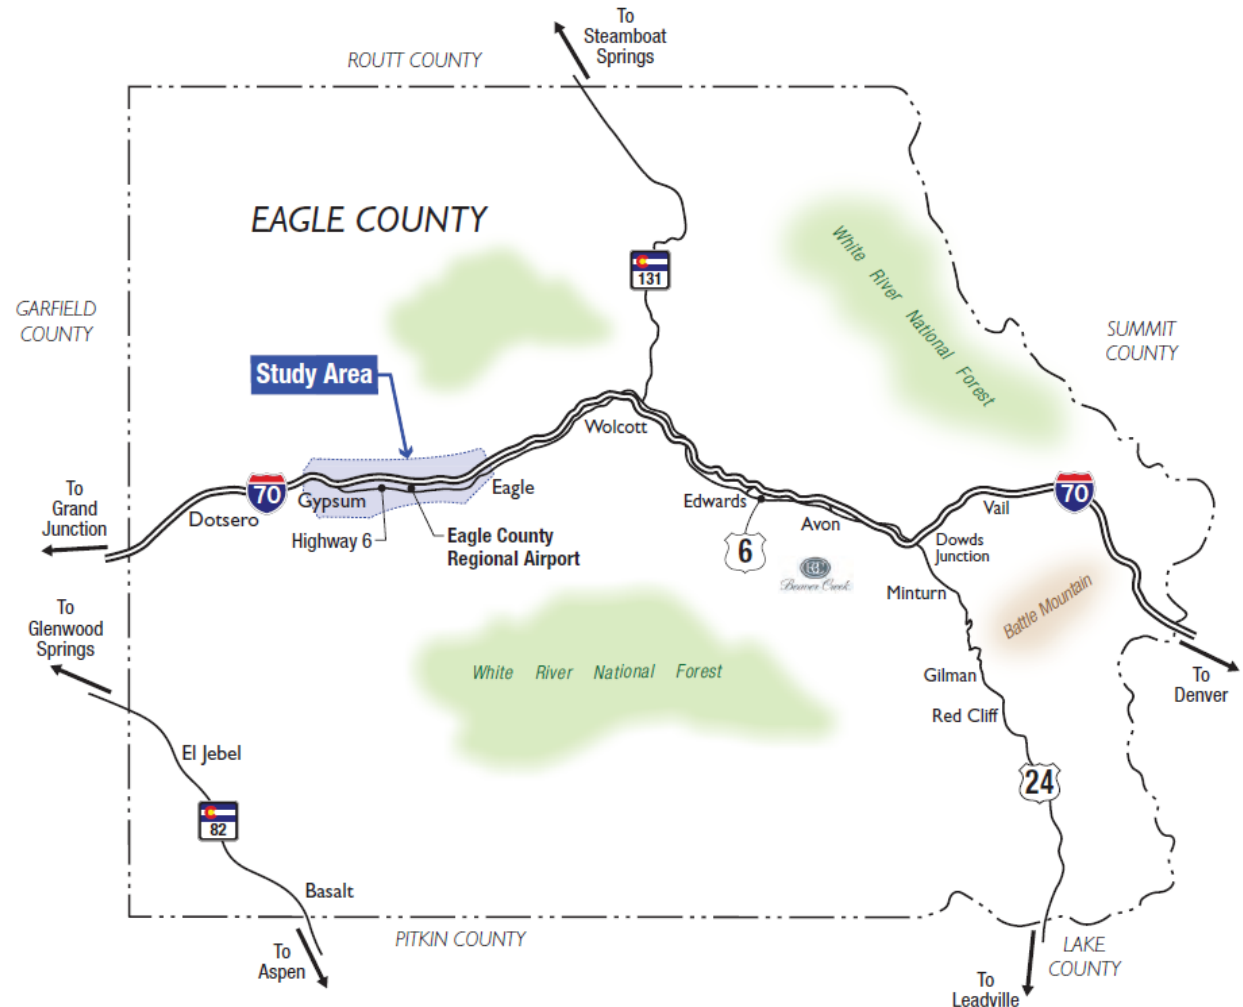 To
Steamboat
Springs
ROUTT COUNTY
EAGLE COUNTY
131
White River National Forest
GARFIELD
COUNTY
SUMMIT
COUNTY
Study Area
Wolcott
To
Grand
Junction
70
Dotsero
Gypsum
Eagle
Highway 6
Eagle County
Regional Airport
Edwards
6
Avon
Vail
70
Dowds
Junction
Beaver Creek
Minturn
Battle Mountain
To
Glenwood
Springs
White River National Forest
Gilman
Red Cliff
To
Denver
El Jebel
24
82
Basalt
PITKIN COUNTY
To
Aspen
LAKE
COUNTY
To
Leadville